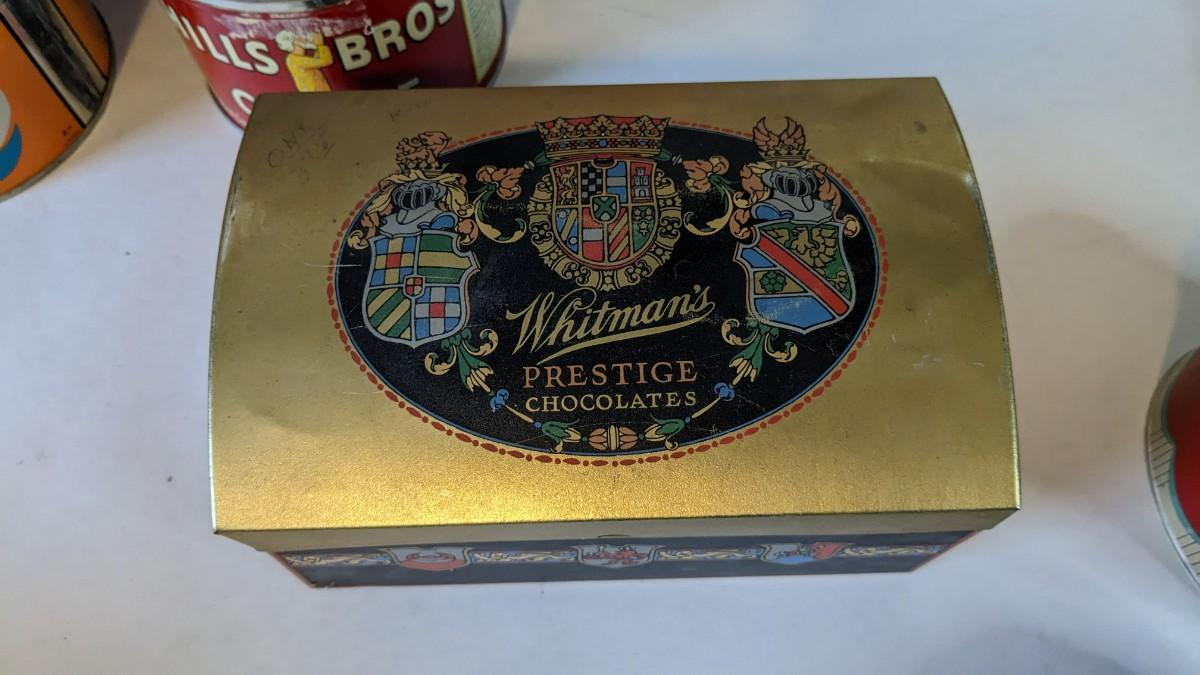 ILLS BROS
Whitman's
PRESTIGE
CHOCOLATES